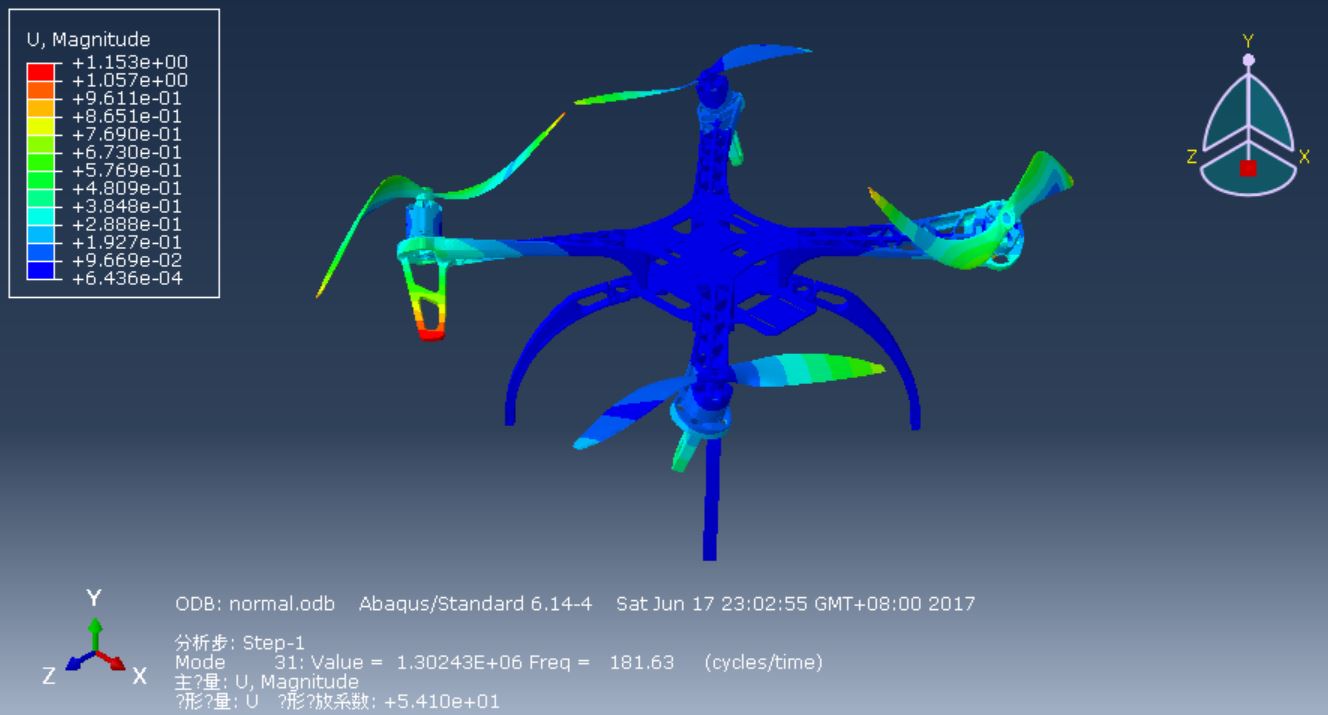 U, Magnitude
+1.153e+00
+1.057e+00
+9.611e-01
+8.651e-01
+7.690e-01
+6.730e-01
+5.769e-01
+4.809e-01
+3.848e-01
+2.888e-01
+1.927e-01
+9.669e-02
+6.436e-04
Y
Z
X
Y
Z
X
ODB: normal.odb Abaqus/Standard 6.14-4 Sat Jun 17 23:02:55 GMT+08:00 2017
分析步: Step-1
Mode 31: Value = 1.30243E+06 Freq = 181.63 (cycles/time)
主?量: U, Magnitude
?形?量: U ?形?放系数: +5.410e+01